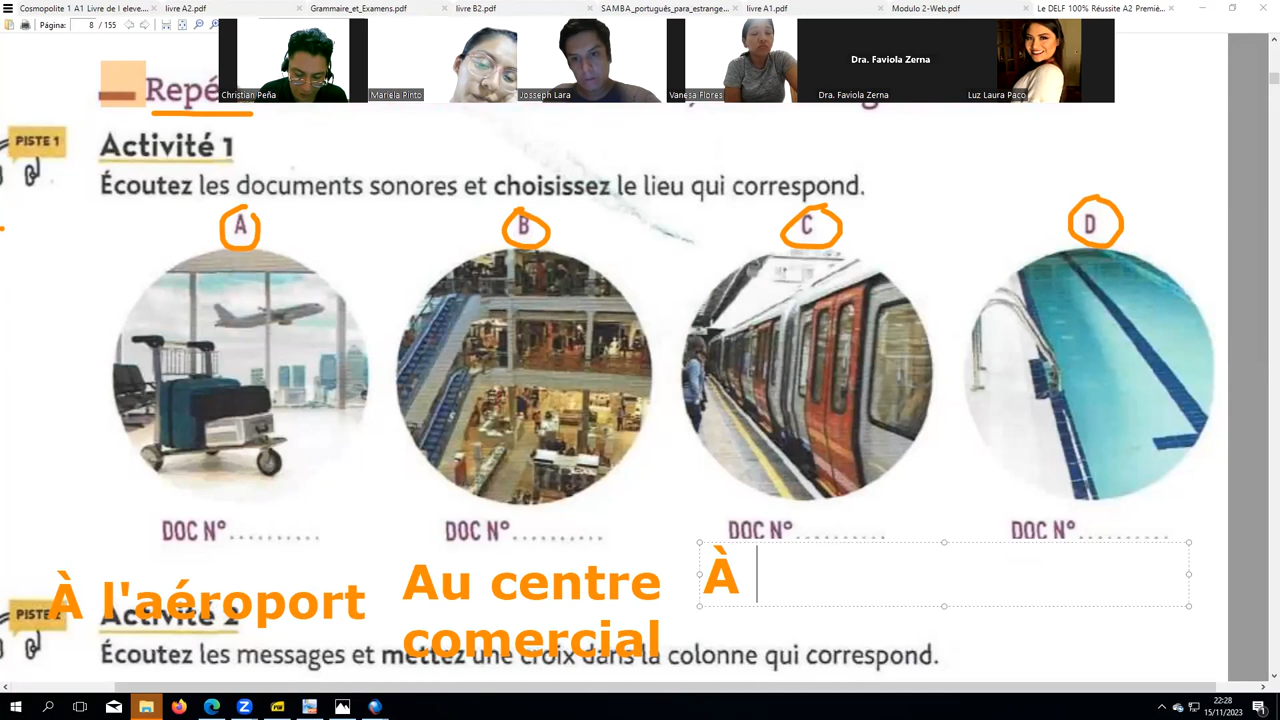 Cosmopolite 1 A1 Livre de l eleve....
livre A2.pdf
Grammaire_et_Examens.pdf
livre B2.pdf
SAMBA_portugués_para_estrange...
livre A1.pdf
Modulo 2-Web.pdf
Le DELF 100% Réussite A2 Premiè...
Página: 8 / 155
Christian Peña
Mariela Pinto
Josseph Lara
Vanesa Flores
Dra. Faviola Zerna
Dra. Faviola Zerna
Luz Laura Paco
Repé
PISTE 1
Activité 1
Écoutez les documents sonores et choisissez le lieu qui correspond.
A
B
C
D
DOC N°..........
DOC N°..........
DOC N°..........
DOC N°..........
À l'aéroport
Au centre
comercial
À
PISTE 2
Activité 2
Écoutez les messages et mettez une croix dans la colonne qui correspond.
22:28
15/11/2023